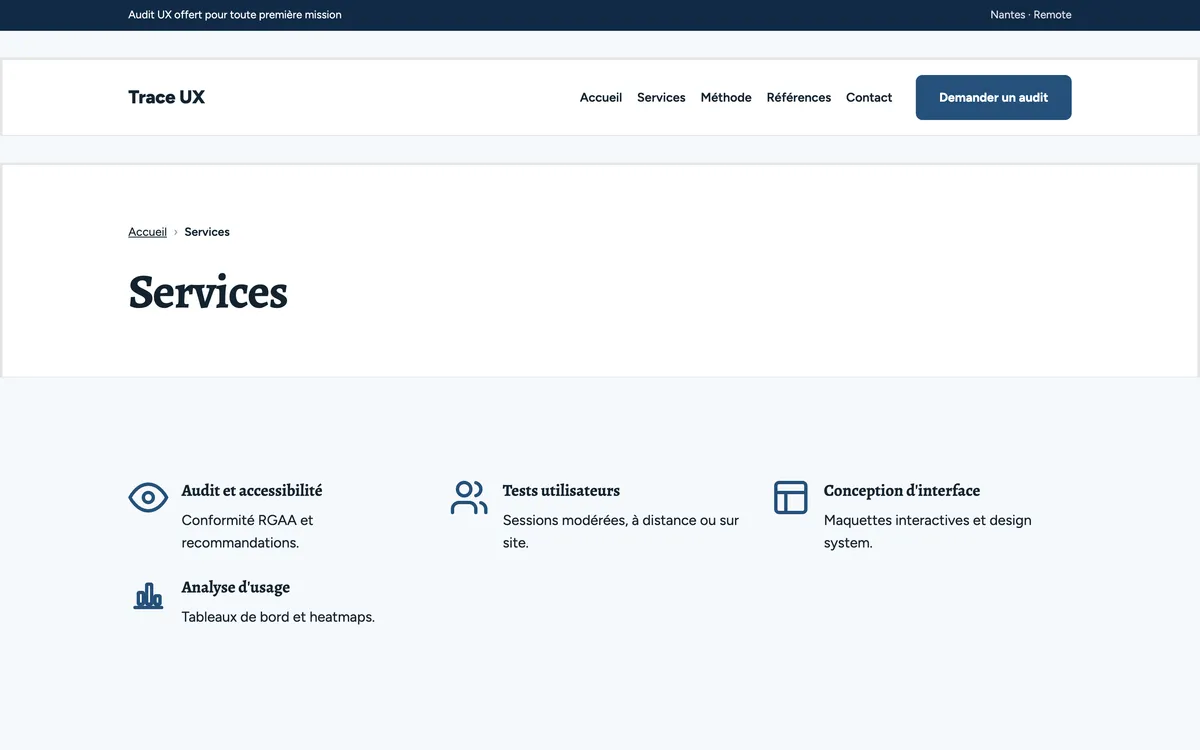 Audit UX offert pour toute première mission
Nantes · Remote
Trace UX
Accueil
Services
Méthode
Références
Contact
Demander un audit
Accueil › Services
Services
Audit et accessibilité
Conformité RGAA et
recommandations.
Tests utilisateurs
Sessions modérées, à distance ou sur
site.
Conception d'interface
Maquettes interactives et design
system.
Analyse d'usage
Tableaux de bord et heatmaps.